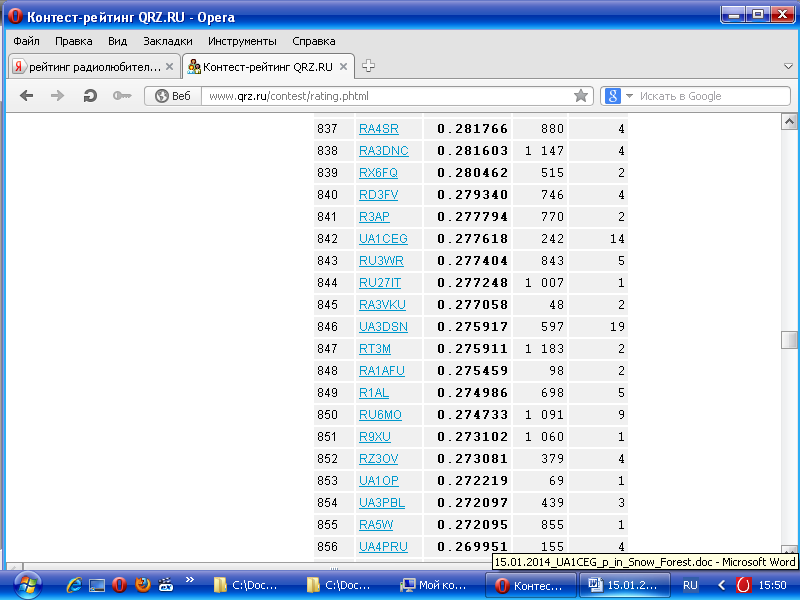 Контест-рейтинг QRZ.RU - Opera
Файл Правка Вид Закладки Инструменты Справка
рейтинг радиолюбител... Контест-рейтинг QRZ.RU
Веб www.qrz.ru/contest/rating.phtml Искать в Google
837 RA4SR 0.281766 880 4
838 RA3DNC 0.281603 1 147 4
839 RX6FQ 0.280462 515 2
840 RD3FV 0.279340 746 4
841 R3AP 0.277794 770 2
842 UA1CEG 0.277618 242 14
843 RU3WR 0.277404 843 5
844 RU27IT 0.277248 1 007 1
845 RA3VKU 0.277058 48 2
846 UA3DSN 0.275917 597 19
847 RT3M 0.275911 1 183 2
848 RA1AFU 0.275459 98 2
849 R1AL 0.274986 698 5
850 RU6MO 0.274733 1 091 9
851 R9XU 0.273102 1 060 1
852 RZ3OV 0.273081 379 4
853 UA1OP 0.272219 69 1
854 UA3PBL 0.272097 439 3
855 RA5W 0.272095 855 1
856 UA4PRU 0.269951 155 4
15.01.2014_UA1CEG_p_in_Snow_Forest.doc - Microsoft Word
C:\Doc... C:\Doc... Мой ко... Контес... 15.01.2... RU 15:50